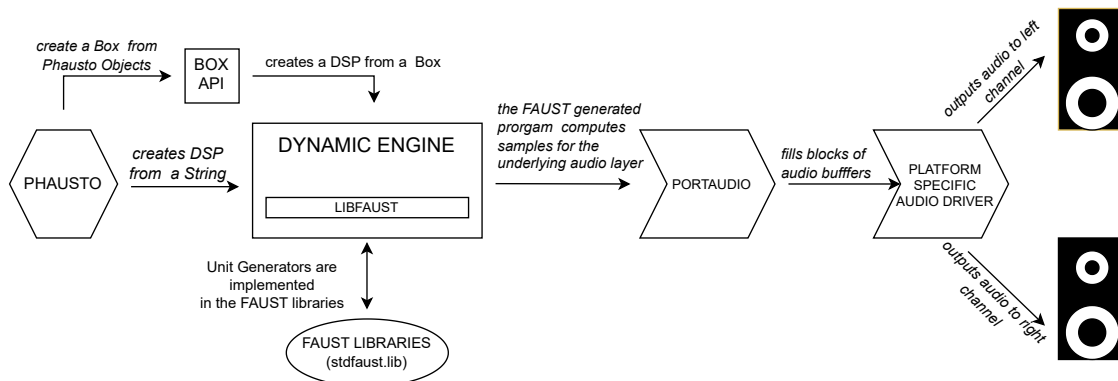 create a Box from
Phausto Objects
BOX
API
creates a DSP from a Box
PHAUSTO
creates DSP
from a String
DYNAMIC ENGINE
LIBFAUST
Unit Generators are
implemented
in the FAUST libraries
FAUST LIBRARIES
(stdfaust.lib)
the FAUST generated
prorgam computes
samples for the
underlying audio layer
PORTAUDIO
fills blocks of
audio bufffers
PLATFORM
SPECIFIC
AUDIO DRIVER
outputs audio to left
channel
outputs audio to right
channel